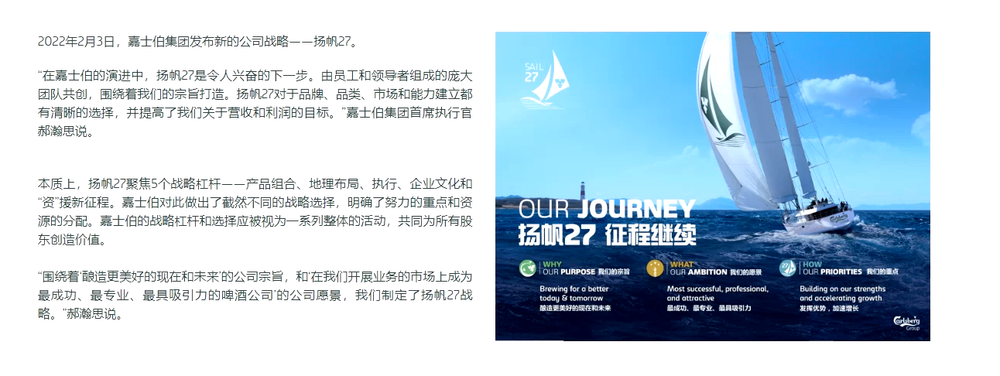 2022年2月3日，嘉士伯集团发布新的公司战略——扬帆27。
“在嘉士伯的演进中，扬帆27是令人兴奋的下一步。由员工和领导者组成的庞大
团队共创，围绕着我们的宗旨打造。扬帆27对于品牌、品类、市场和能力建立都
有清晰的选择，并提高了我们关于营收和利润的目标。”嘉士伯集团首席执行官
郝瀚思说。
本质上，扬帆27聚焦5个战略杠杆——产品组合、地理布局、执行、企业文化和
“资”援新征程。嘉士伯对此做出了截然不同的战略选择，明确了努力的重点和资
源的分配。嘉士伯的战略杠杆和选择应被视为一系列整体的活动，共同为所有股
东创造价值。
“围绕着‘酿造更美好的现在和未来’的公司宗旨，和‘在我们开展业务的市场上成为
最成功、最专业、最具吸引力的啤酒公司’的公司愿景，我们制定了扬帆27战
略。”郝瀚思说。
SAIL
27
OUR JOURNEY
扬帆27 征程继续
WHY
OUR PURPOSE 我们的宗旨
Brewing for a better
today & tomorrow
酿造更美好的现在和未来
WHAT
OUR AMBITION 我们的愿景
Most successful, professional,
and attractive
最成功、最专业、最具吸引力
27
HOW
OUR PRIORITIES 我们的重点
Building on our strengths
and accelerating growth
发挥优势，加速增长
Carlsberg
Group